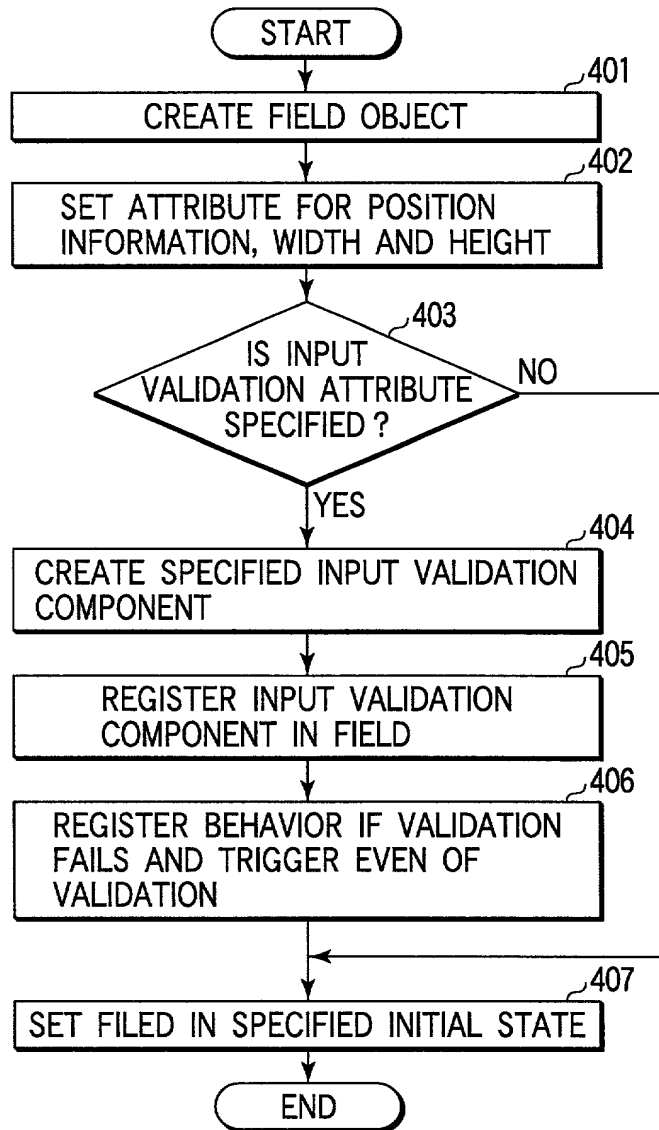 START
401
CREATE FIELD OBJECT
402
SET ATTRIBUTE FOR POSITION
INFORMATION, WIDTH AND HEIGHT
403
IS INPUT
VALIDATION ATTRIBUTE
SPECIFIED ?
NO
YES
404
CREATE SPECIFIED INPUT VALIDATION
COMPONENT
405
REGISTER INPUT VALIDATION
COMPONENT IN FIELD
406
REGISTER BEHAVIOR IF VALIDATION
FAILS AND TRIGGER EVEN OF
VALIDATION
407
SET FILED IN SPECIFIED INITIAL STATE
END